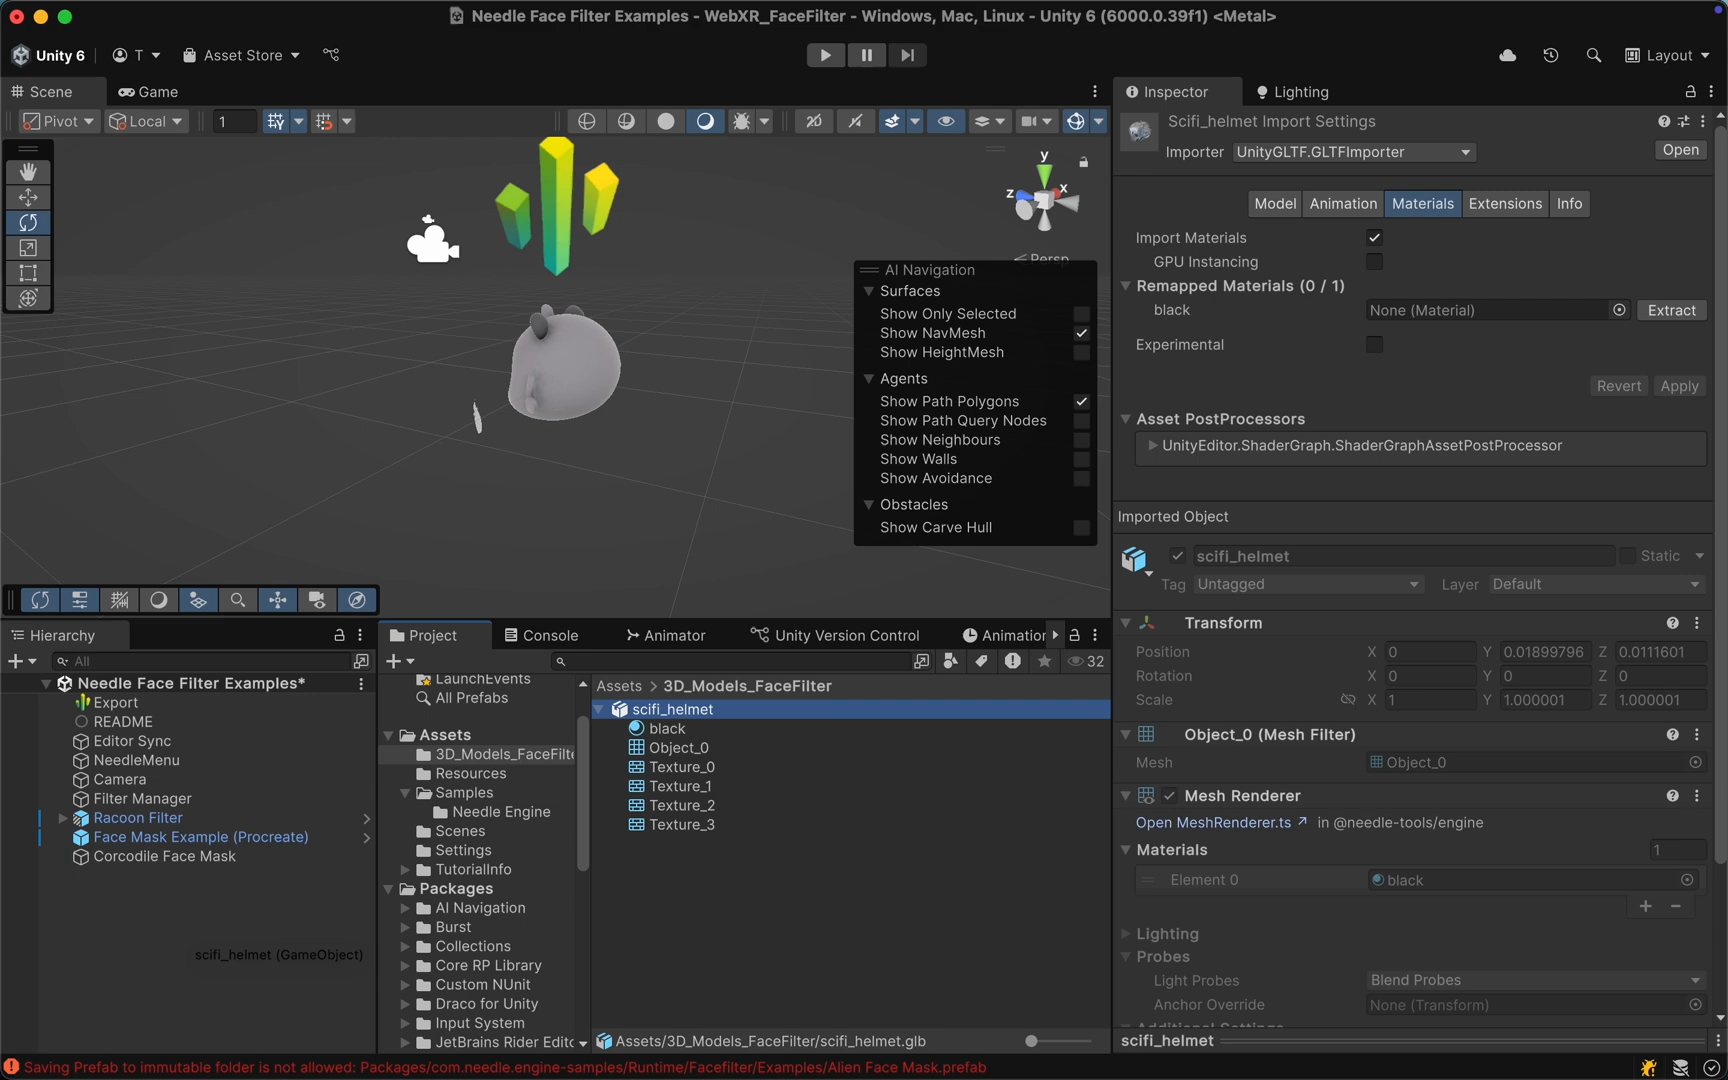 Needle Face Filter Examples - WebXR_FaceFilter - Windows, Mac, Linux - Unity 6 (6000.0.39f1) <Metal>
Unity 6
T
Asset Store
Layout
Scene
Game
Pivot
Local
1
2D
y
x
z
Persp
AI Navigation
Surfaces
Show Only Selected
Show NavMesh
Show HeightMesh
Agents
Show Path Polygons
Show Path Query Nodes
Show Neighbours
Show Walls
Show Avoidance
Obstacles
Show Carve Hull
Inspector
Lighting
Scifi_helmet Import Settings
Importer UnityGLTF.GLTFImporter
Open
Model Animation Materials Extensions Info
Import Materials
GPU Instancing
Remapped Materials (0 / 1)
black None (Material) Extract
Experimental
Revert Apply
Asset PostProcessors
UnityEditor.ShaderGraph.ShaderGraphAssetPostProcessor
Imported Object
scifi_helmet Static
Tag Untagged Layer Default
Transform
Position X 0 Y 0.01899796 Z 0.0111601
Rotation X 0 Y 0 Z 0
Scale X 1 Y 1.000001 Z 1.000001
Object_0 (Mesh Filter)
Mesh Object_0
Mesh Renderer
Open MeshRenderer.ts ↗ in @needle-tools/engine
Materials 1
Element 0 black
Lighting
Probes
Light Probes Blend Probes
Anchor Override None (Transform)
scifi_helmet
Hierarchy
All
Needle Face Filter Examples*
Export
README
Editor Sync
NeedleMenu
Camera
Filter Manager
Racoon Filter
Face Mask Example (Procreate)
Corcodile Face Mask
scifi_helmet (GameObject)
Project
Console
Animator
Unity Version Control
Animation
32
LaunchEvents
All Prefabs
Assets
3D_Models_FaceFilte
Resources
Samples
Needle Engine
Scenes
Settings
TutorialInfo
Packages
AI Navigation
Burst
Collections
Core RP Library
Custom NUnit
Draco for Unity
Input System
JetBrains Rider Edito
Assets > 3D_Models_FaceFilter
scifi_helmet
black
Object_0
Texture_0
Texture_1
Texture_2
Texture_3
Assets/3D_Models_FaceFilter/scifi_helmet.glb
Saving Prefab to immutable folder is not allowed: Packages/com.needle.engine-samples/Runtime/Facefilter/Examples/Alien Face Mask.prefab